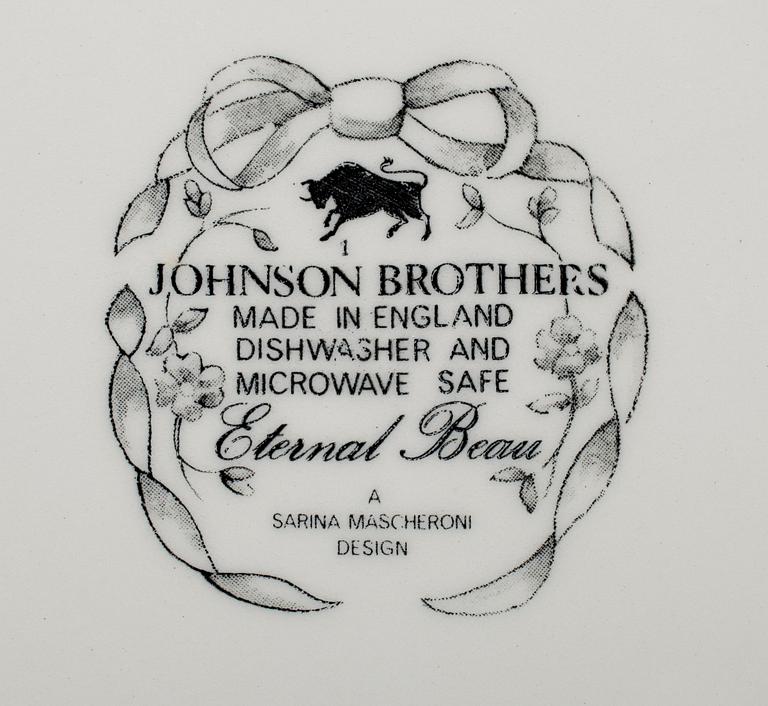 1
JOHNSON BROTHERS
MADE IN ENGLAND
DISHWASHER AND
MICROWAVE SAFE
Eternal Beau
A
SARINA MASCHERONI
DESIGN